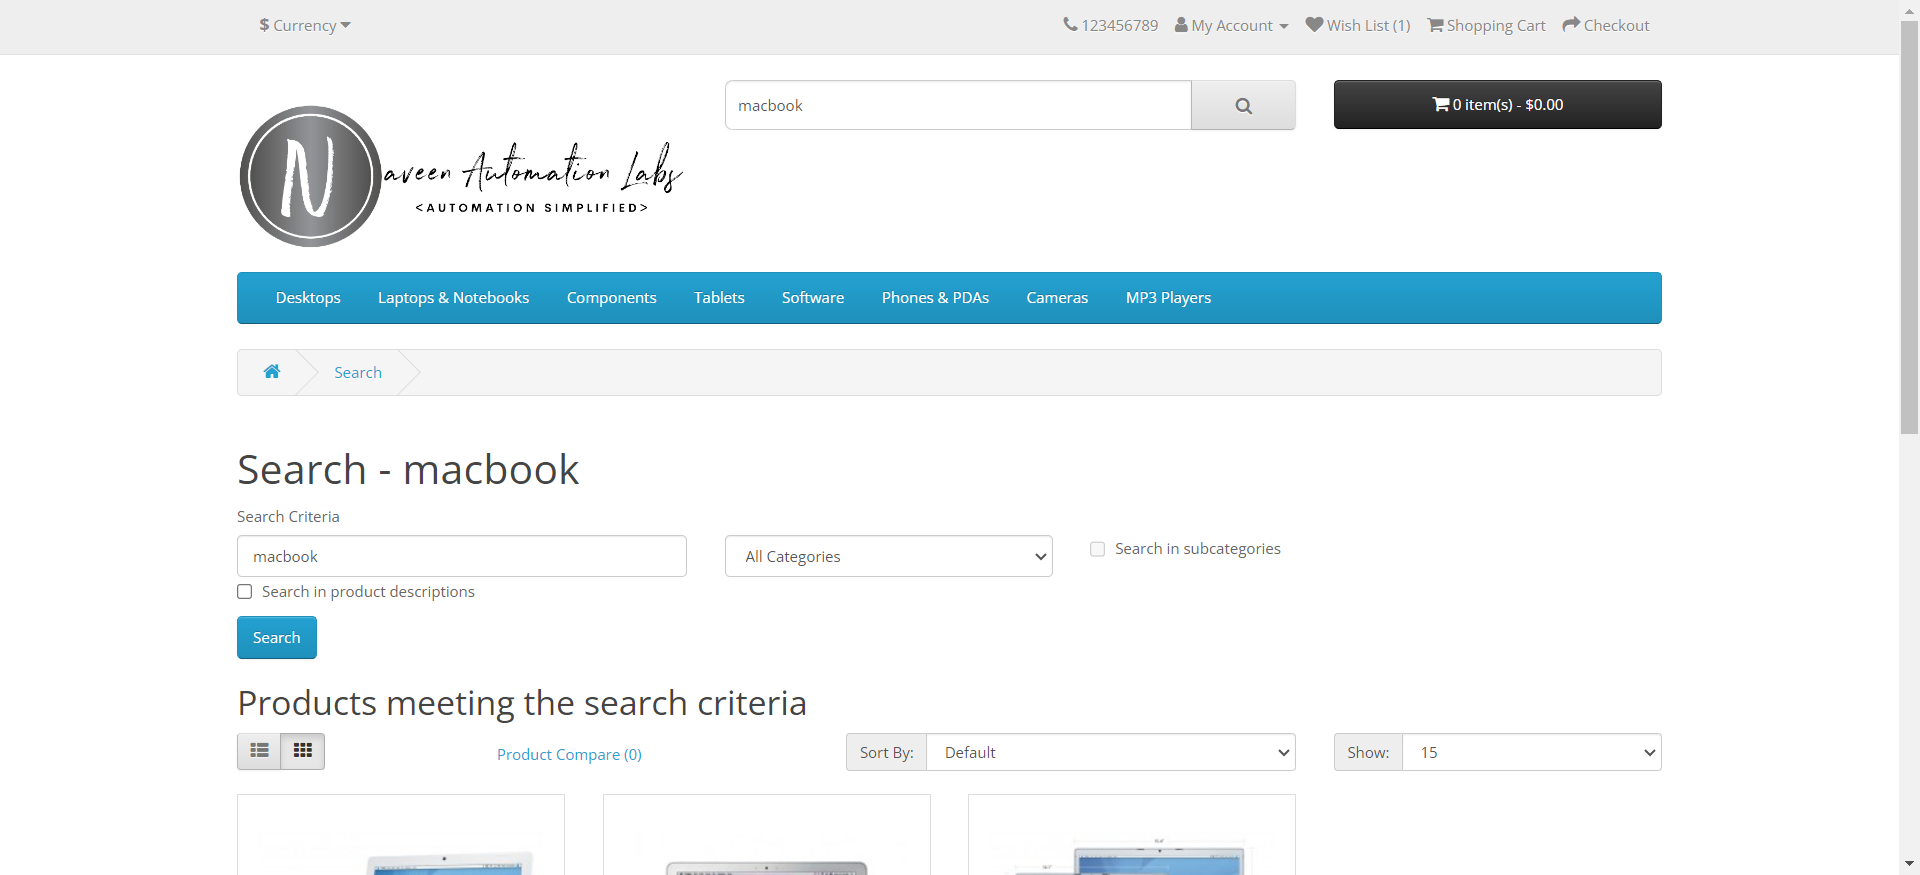 $ Currency
123456789
My Account
Wish List (1)
Shopping Cart
Checkout
macbook
0 item(s) - $0.00
N
aveen Automation Labs
<AUTOMATION SIMPLIFIED>
Desktops
Laptops & Notebooks
Components
Tablets
Software
Phones & PDAs
Cameras
MP3 Players
Search
Search - macbook
Search Criteria
macbook
All Categories
Search in subcategories
Search in product descriptions
Search
Products meeting the search criteria
Product Compare (0)
Sort By:
Default
Show:
15